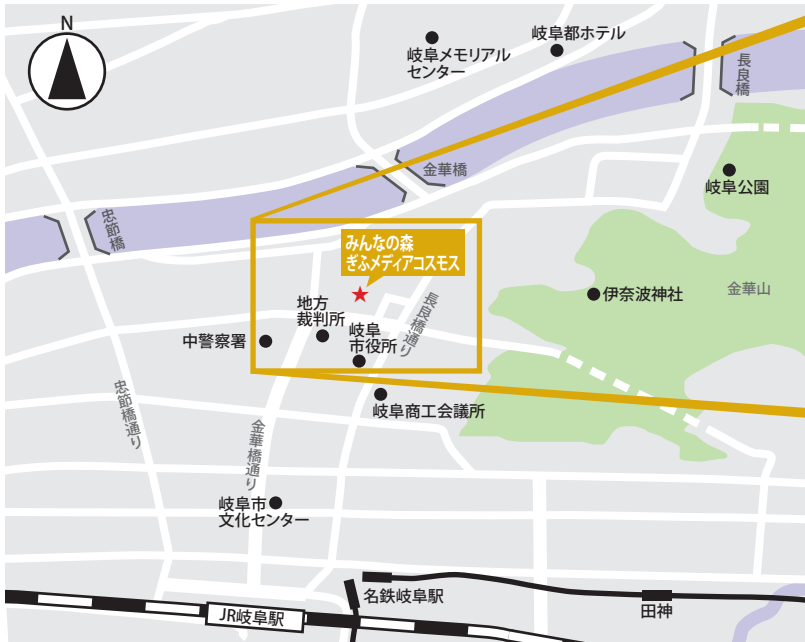 N
岐阜メモリアル
センター
岐阜都ホテル
長良橋
金華橋
岐阜公園
忠節橋
みんなの森
ぎふメディアコスモス
伊奈波神社
金華山
地方
裁判所
長良橋通り
中警察署
岐阜
市役所
忠節橋通り
岐阜商工会議所
金華橋通り
岐阜市
文化センター
名鉄岐阜駅
田神
JR岐阜駅